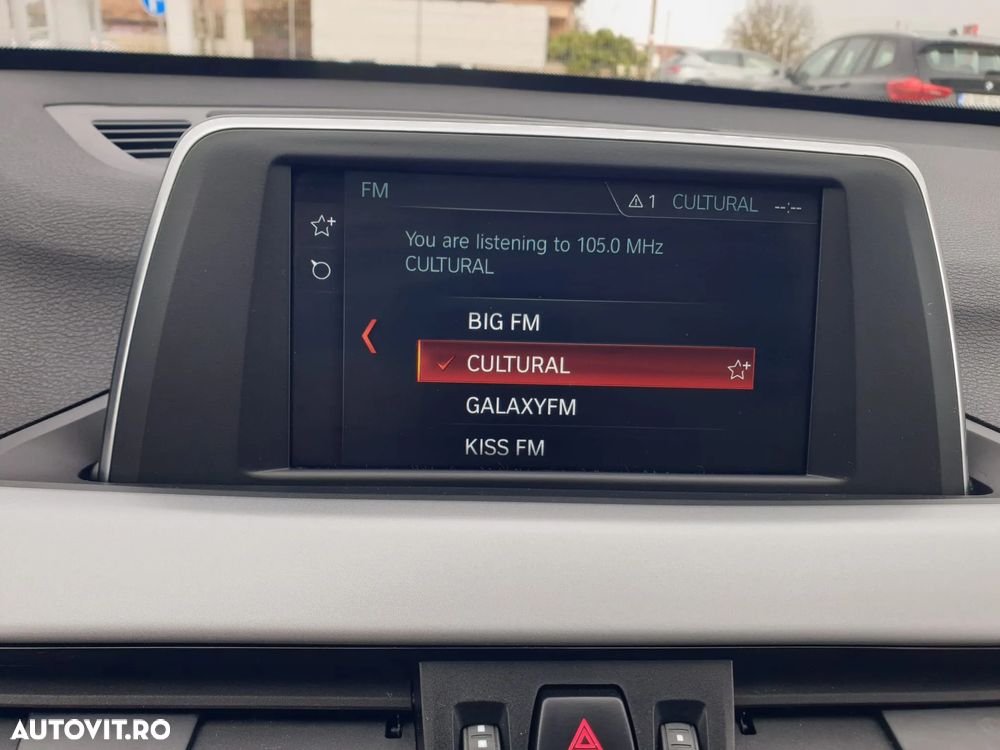 FM
1 CULTURAL --:--
You are listening to 105.0 MHz
CULTURAL
BIG FM
CULTURAL
GALAXYFM
KISS FM
AUTOVIT.RO